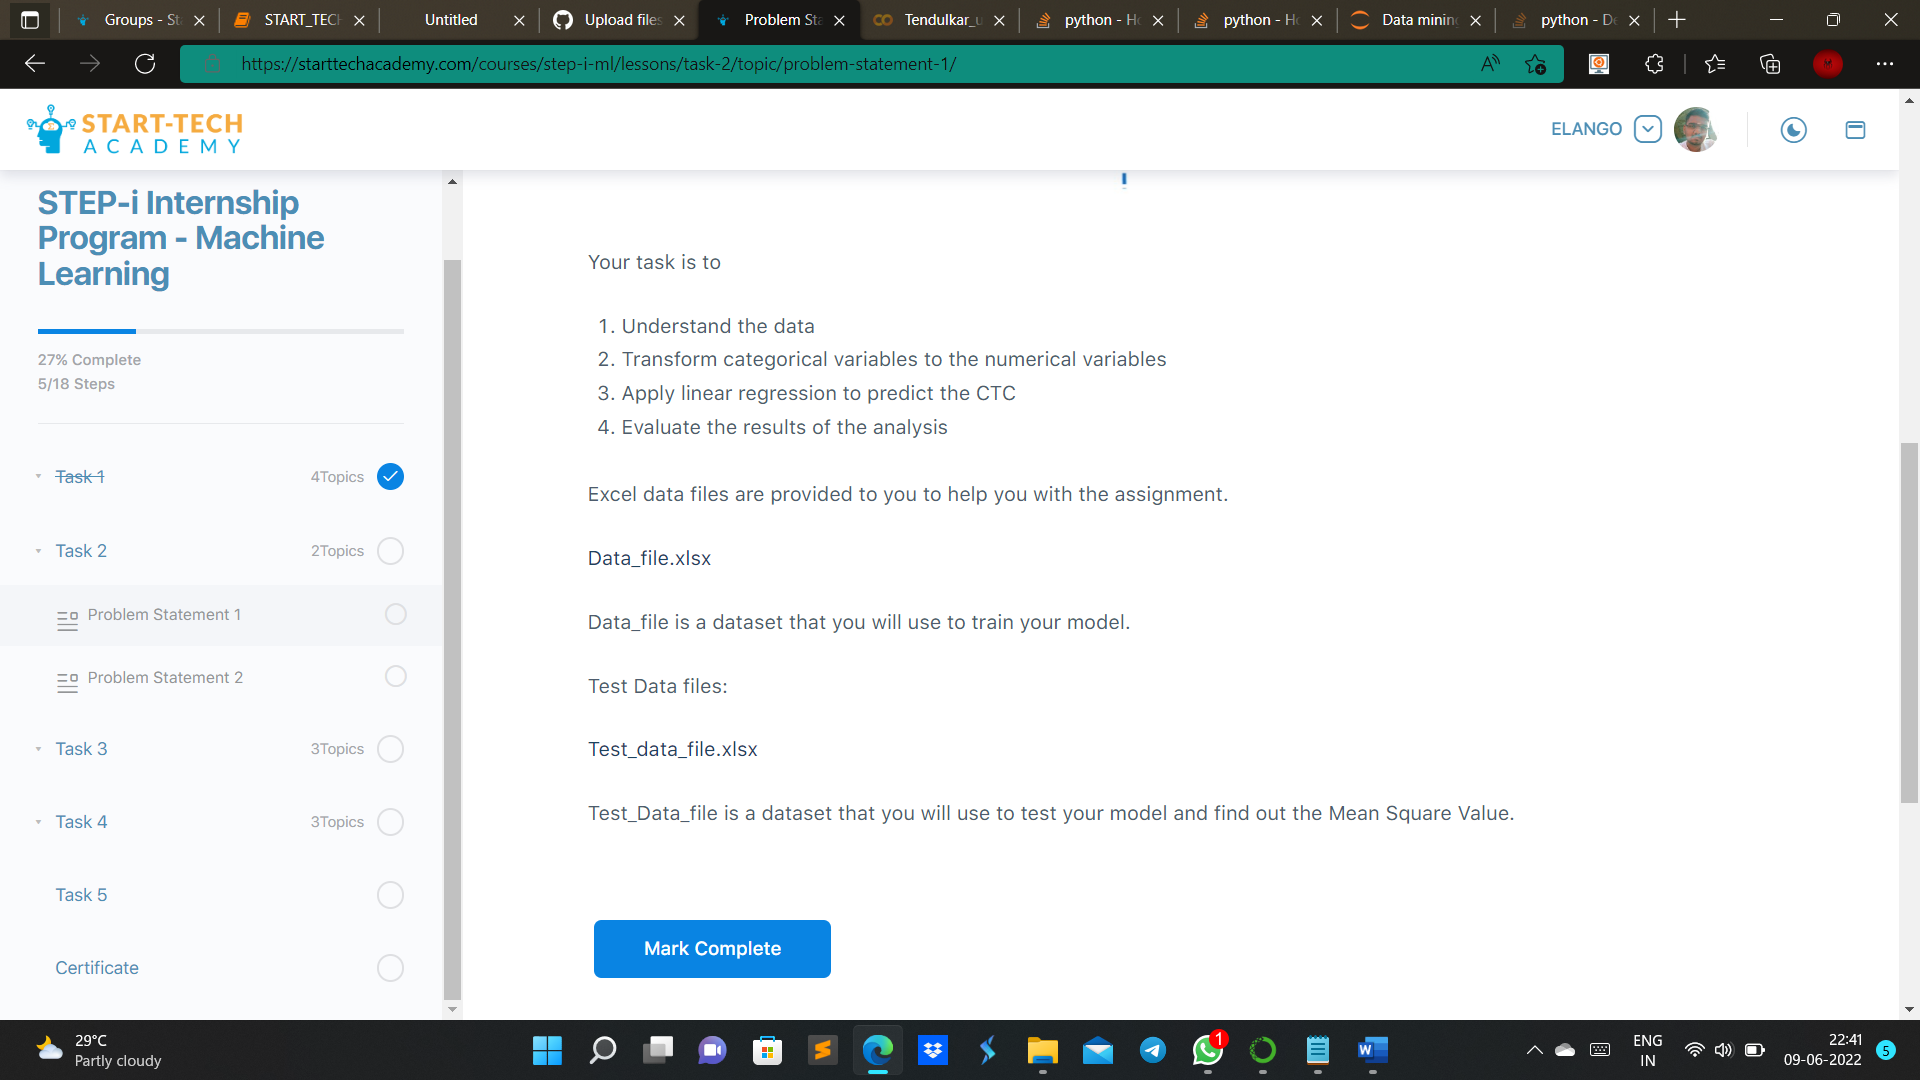 Groups - St
START_TECH
Untitled
Upload files
Problem Sta
Tendulkar_u
python - Ho
python - Ho
Data mining
python - De
https://starttechacademy.com/courses/step-i-ml/lessons/task-2/topic/problem-statement-1/
START-TECH
ACADEMY
ELANGO
STEP-i Internship
Program - Machine
Learning
27% Complete
5/18 Steps
Task 1 4Topics
Task 2 2Topics
Problem Statement 1
Problem Statement 2
Task 3 3Topics
Task 4 3Topics
Task 5
Certificate
Your task is to
1. Understand the data
2. Transform categorical variables to the numerical variables
3. Apply linear regression to predict the CTC
4. Evaluate the results of the analysis
Excel data files are provided to you to help you with the assignment.
Data_file.xlsx
Data_file is a dataset that you will use to train your model.
Test Data files:
Test_data_file.xlsx
Test_Data_file is a dataset that you will use to test your model and find out the Mean Square Value.
Mark Complete
29°C
Partly cloudy
1
ENG
IN
22:41
09-06-2022
5